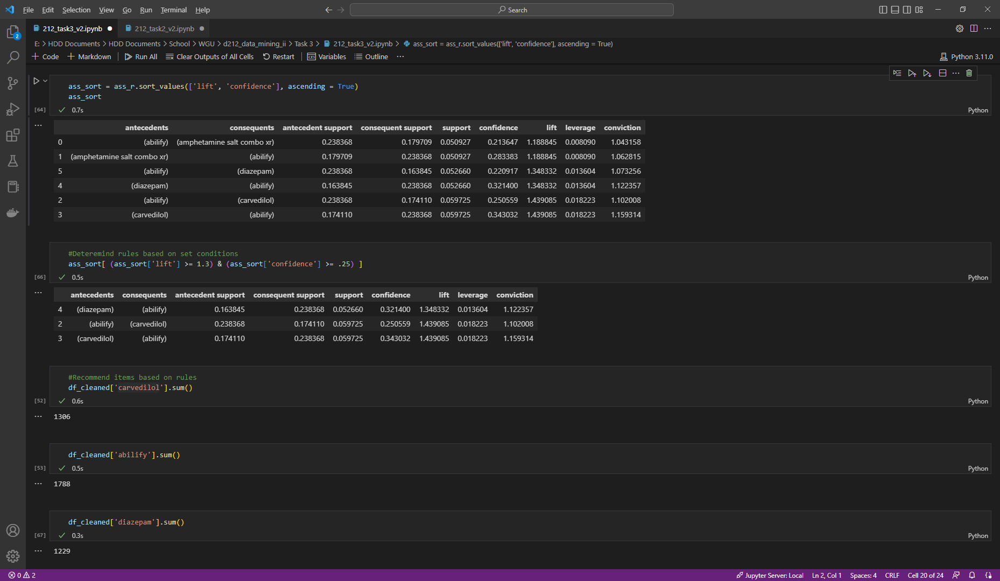 File Edit Selection View Go Run Terminal Help Search
212_task3_v2.ipynb 212_task2_v2.ipynb
E: > HDD Documents > HDD Documents > School > WGU > d212_data_mining_ii > Task 3 > 212_task3_v2.ipynb > ass_sort = ass_r.sort_values(['lift', 'confidence'], ascending = True)
+ Code + Markdown Run All Clear Outputs of All Cells Restart Variables Outline ... Python 3.11.0
2
ass_sort = ass_r.sort_values(['lift', 'confidence'], ascending = True)
ass_sort
[64] 0.7s Python
antecedents consequents antecedent support consequent support support confidence lift leverage conviction
0 (abilify) (amphetamine salt combo xr) 0.238368 0.179709 0.050927 0.213647 1.188845 0.008090 1.043158
1 (amphetamine salt combo xr) (abilify) 0.179709 0.238368 0.050927 0.283383 1.188845 0.008090 1.062815
5 (abilify) (diazepam) 0.238368 0.163845 0.052660 0.220917 1.348332 0.013604 1.073256
4 (diazepam) (abilify) 0.163845 0.238368 0.052660 0.321400 1.348332 0.013604 1.122357
2 (abilify) (carvedilol) 0.238368 0.174110 0.059725 0.250559 1.439085 0.018223 1.102008
3 (carvedilol) (abilify) 0.174110 0.238368 0.059725 0.343032 1.439085 0.018223 1.159314
#Deteremind rules based on set conditions
ass_sort[ (ass_sort['lift'] >= 1.3) & (ass_sort['confidence'] >= .25) ]
[66] 0.5s Python
antecedents consequents antecedent support consequent support support confidence lift leverage conviction
4 (diazepam) (abilify) 0.163845 0.238368 0.052660 0.321400 1.348332 0.013604 1.122357
2 (abilify) (carvedilol) 0.238368 0.174110 0.059725 0.250559 1.439085 0.018223 1.102008
3 (carvedilol) (abilify) 0.174110 0.238368 0.059725 0.343032 1.439085 0.018223 1.159314
#Recommend items based on rules
df_cleaned['carvedilol'].sum()
[52] 0.6s Python
1306
df_cleaned['abilify'].sum()
[53] 0.5s Python
1788
df_cleaned['diazepam'].sum()
[67] 0.3s Python
1229
0 2 Jupyter Server: Local Ln 2, Col 1 Spaces: 4 CRLF Cell 20 of 24